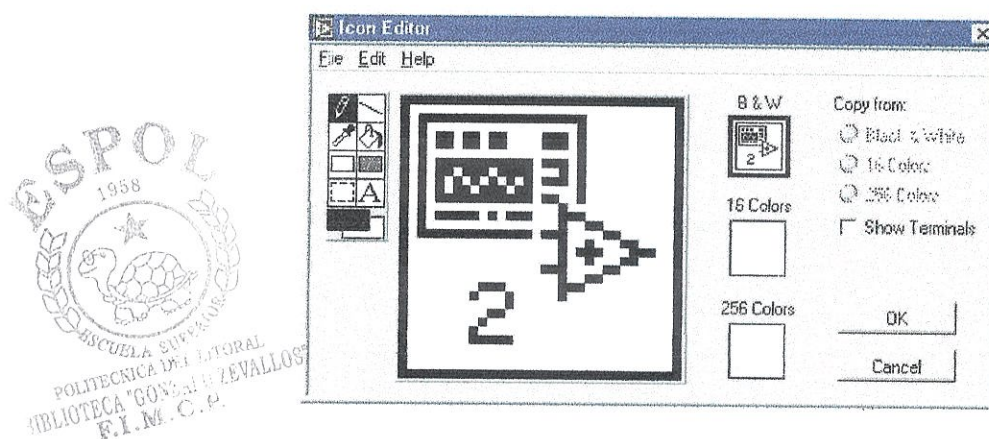 Icon Editor
File Edit Help
B & W
16 Colors
256 Colors
Copy from:
Black & White
16 Colors
256 Colors
Show Terminals
OK
Cancel
2
2
A
ESPOL
1958
ESCUELA SUPERIOR
POLITECNICA DEL LITORAL
BIBLIOTECA "GONZALO ZEVALLOS"
F.I.M.C.P.